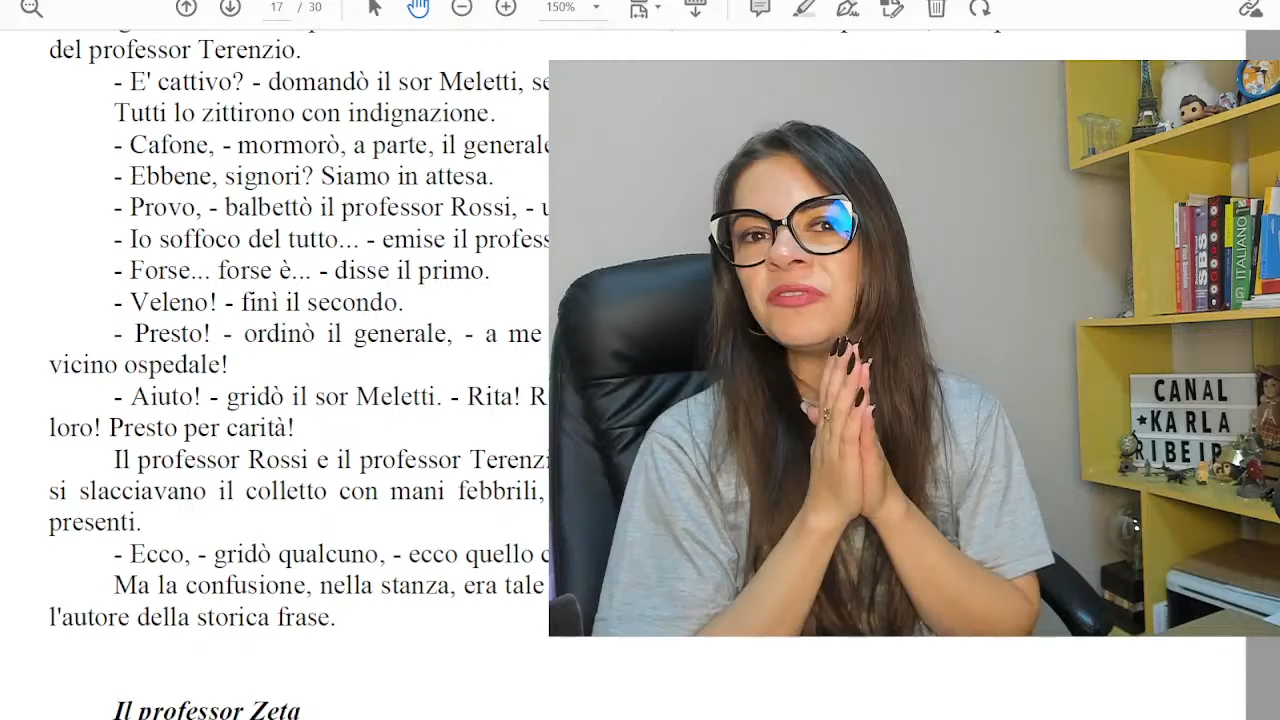 17 / 30
150%
del professor Terenzio.
- E' cattivo? - domandò il sor Meletti, se
Tutti lo zittirono con indignazione.
- Cafone, - mormorò, a parte, il generale
- Ebbene, signori? Siamo in attesa.
- Provo, - balbettò il professor Rossi, - u
- Io soffoco del tutto... - emise il profess
- Forse... forse è... - disse il primo.
- Veleno! - finì il secondo.
- Presto! - ordinò il generale, - a me
vicino ospedale!
- Aiuto! - gridò il sor Meletti. - Rita! R
loro! Presto per carità!
Il professor Rossi e il professor Terenzi
si slacciavano il colletto con mani febbrili,
presenti.
- Ecco, - gridò qualcuno, - ecco quello c
Ma la confusione, nella stanza, era tale
l'autore della storica frase.
Il professor Zeta
SBS
ITALIANO
CANAL
KARLA
RIBEIR